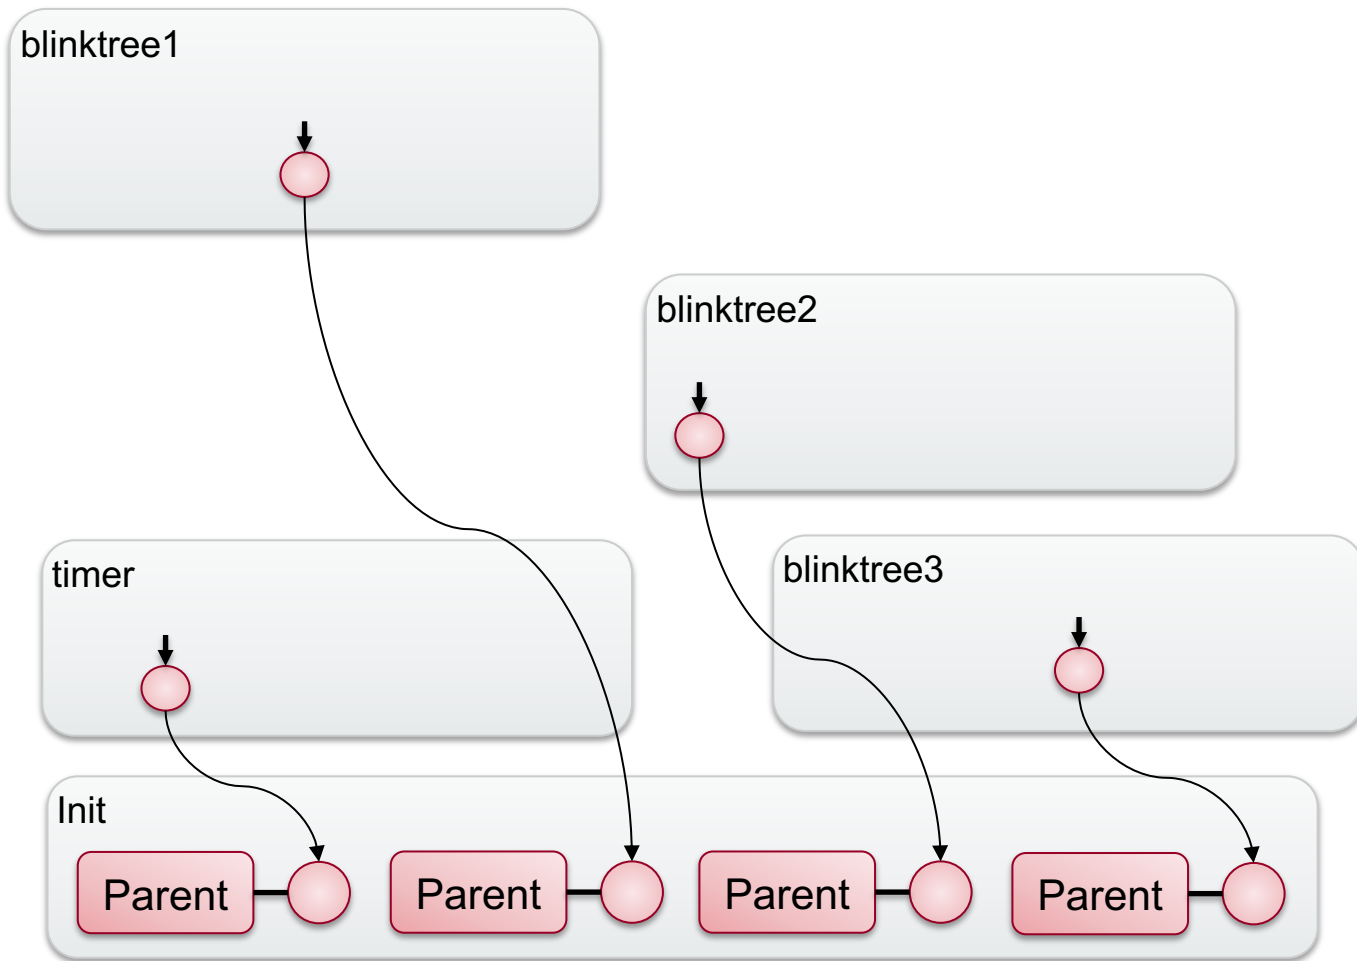 blinktree1
blinktree2
timer
blinktree3
Init
Parent
Parent
Parent
Parent